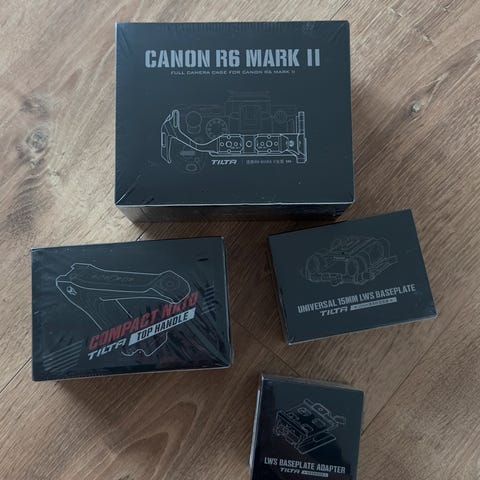 CANON R6 MARK II
FULL CAMERA CAGE FOR CANON R6 MARK II
TILTA
COMPACT NATO
TILTA TOP HANDLE
UNIVERSAL 15MM LWS BASEPLATE
TILTA
LWS BASEPLATE ADAPTER
TILTA